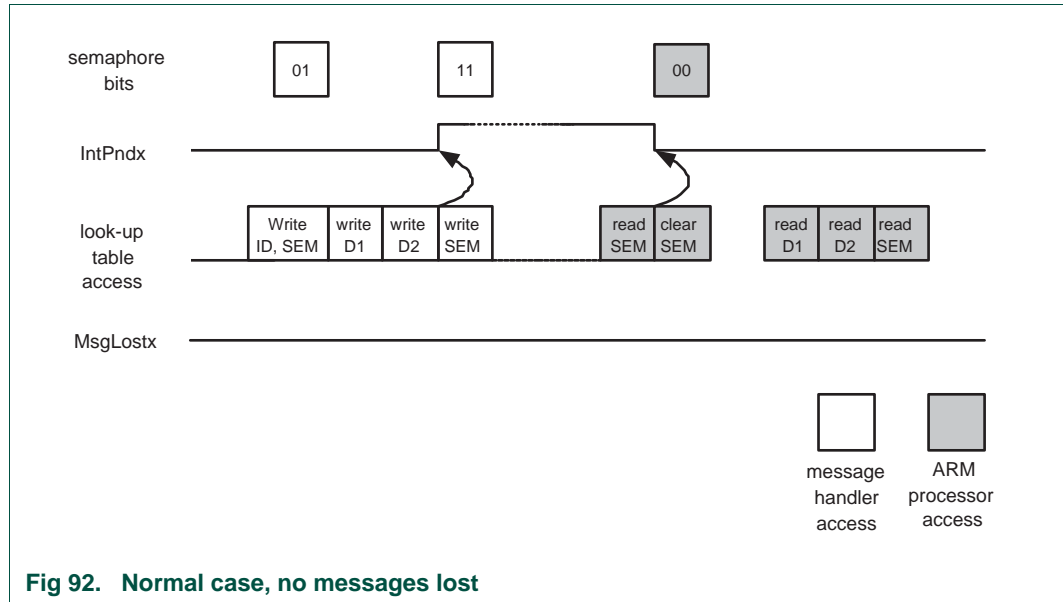 semaphore
bits
01
11
00
IntPndx
look-up
table
access
Write
ID, SEM
write
D1
write
D2
write
SEM
read
SEM
clear
SEM
read
D1
read
D2
read
SEM
MsgLostx
message
handler
access
ARM
processor
access
Fig 92. Normal case, no messages lost